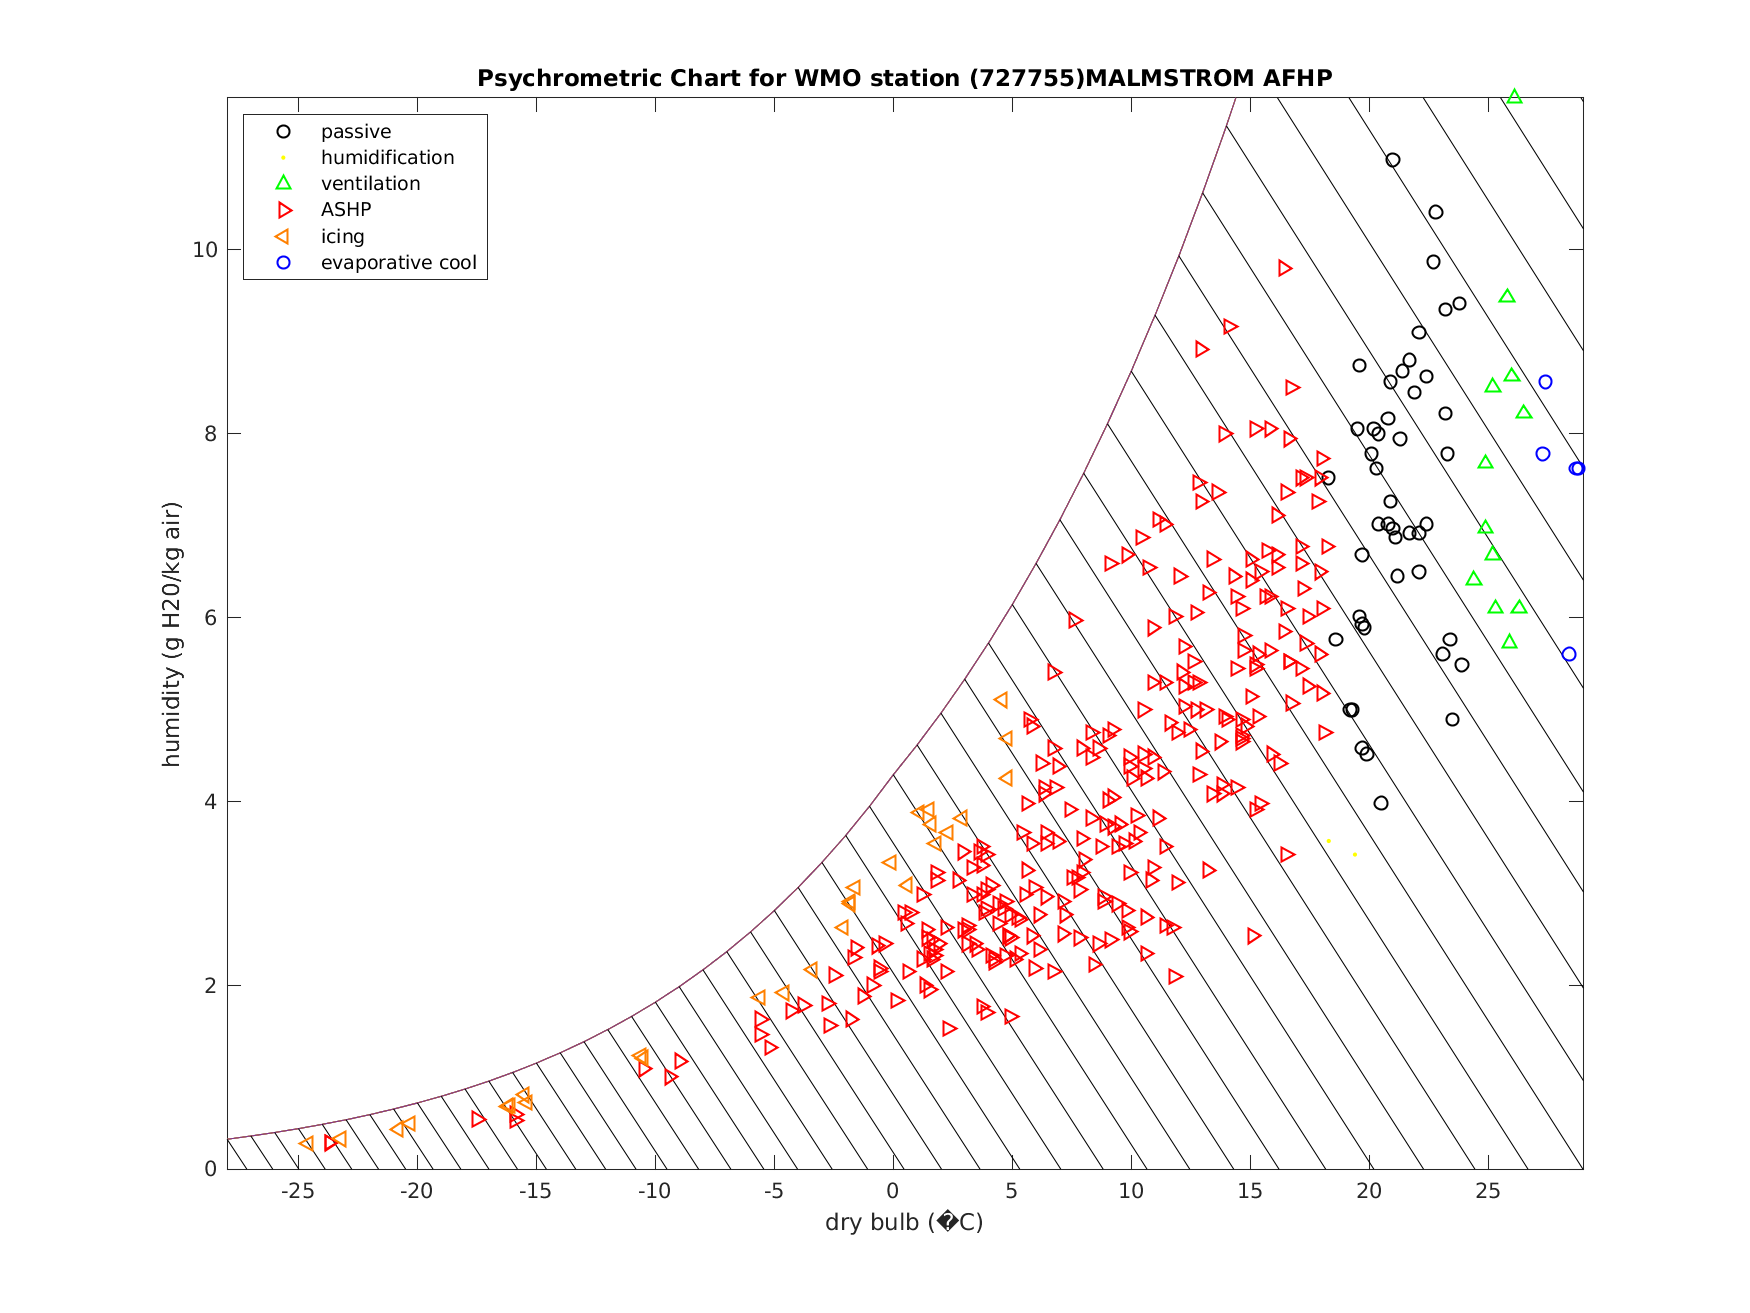 Psychrometric Chart for WMO station (727755)MALMSTROM AFHP
passive
humidification
ventilation
ASHP
icing
evaporative cool
humidity (g H20/kg air)
10
8
6
4
2
0
-25 -20 -15 -10 -5 0 5 10 15 20 25
dry bulb (�C)